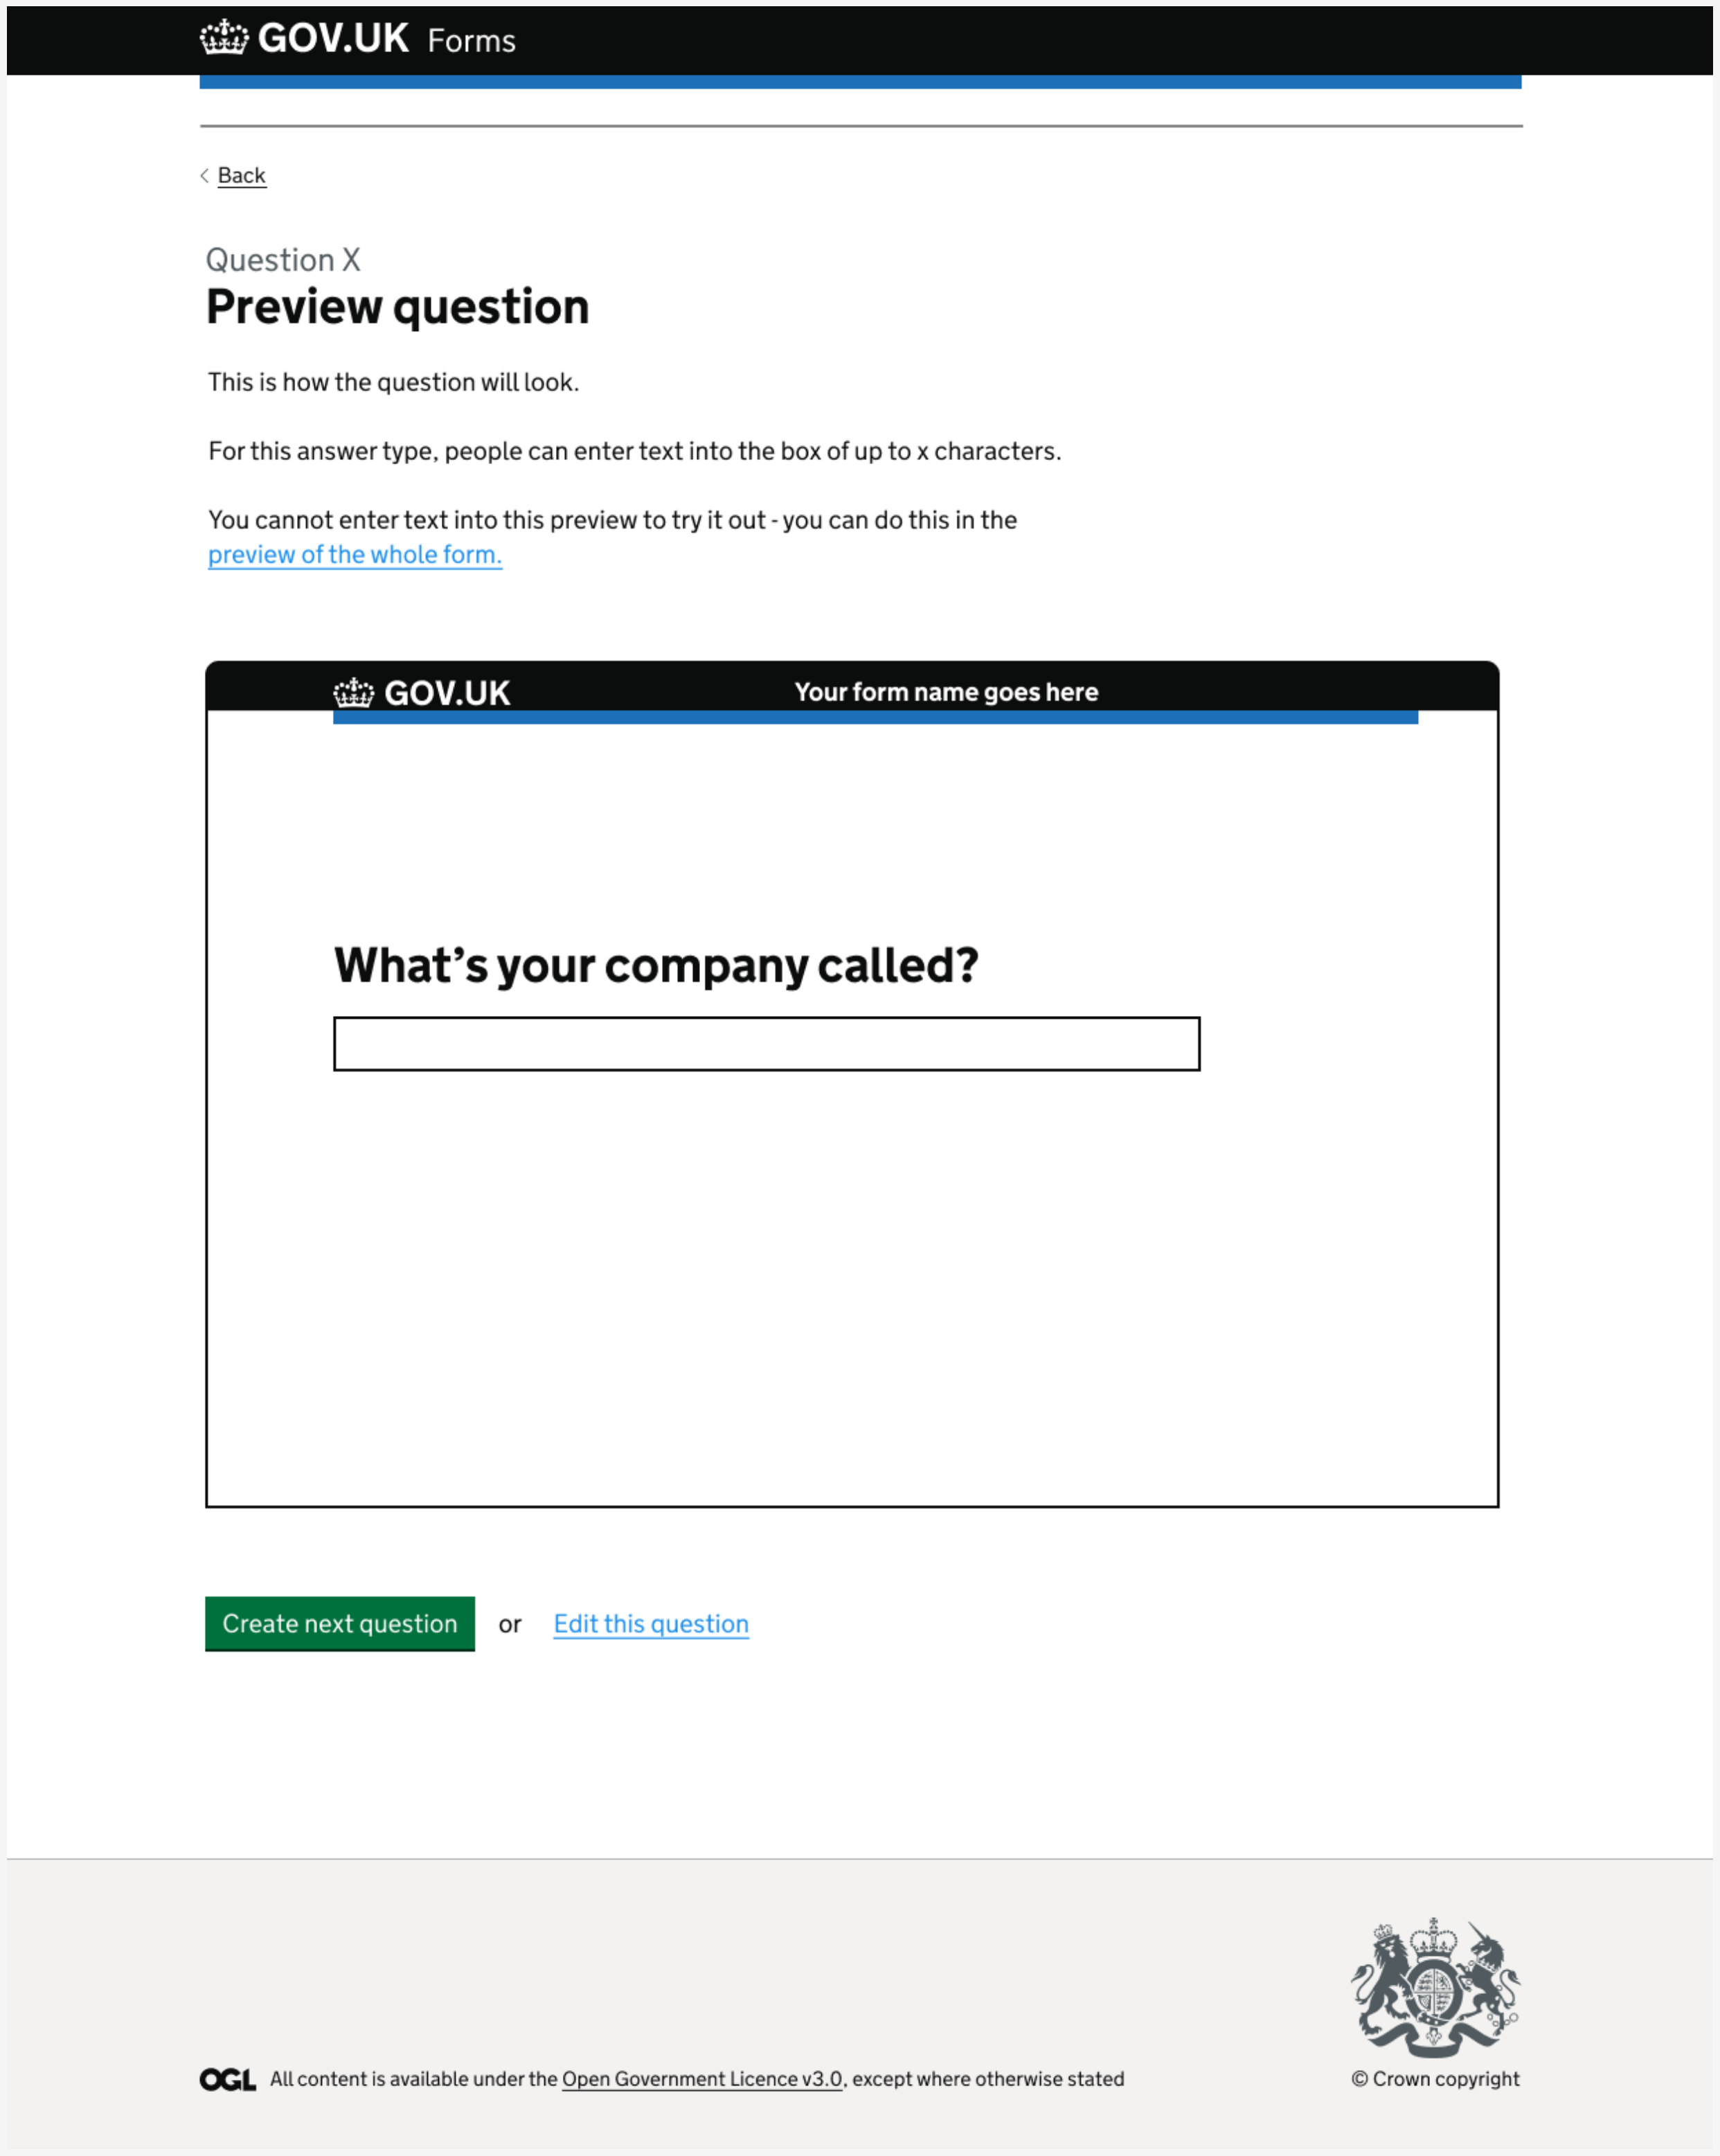 GOV.UK Forms
Back
Question X
Preview question
This is how the question will look.
For this answer type, people can enter text into the box of up to x characters.
You cannot enter text into this preview to try it out - you can do this in the
preview of the whole form.
GOV.UK Your form name goes here
What’s your company called?
Create next question or Edit this question
OGL All content is available under the Open Government Licence v3.0, except where otherwise stated
© Crown copyright